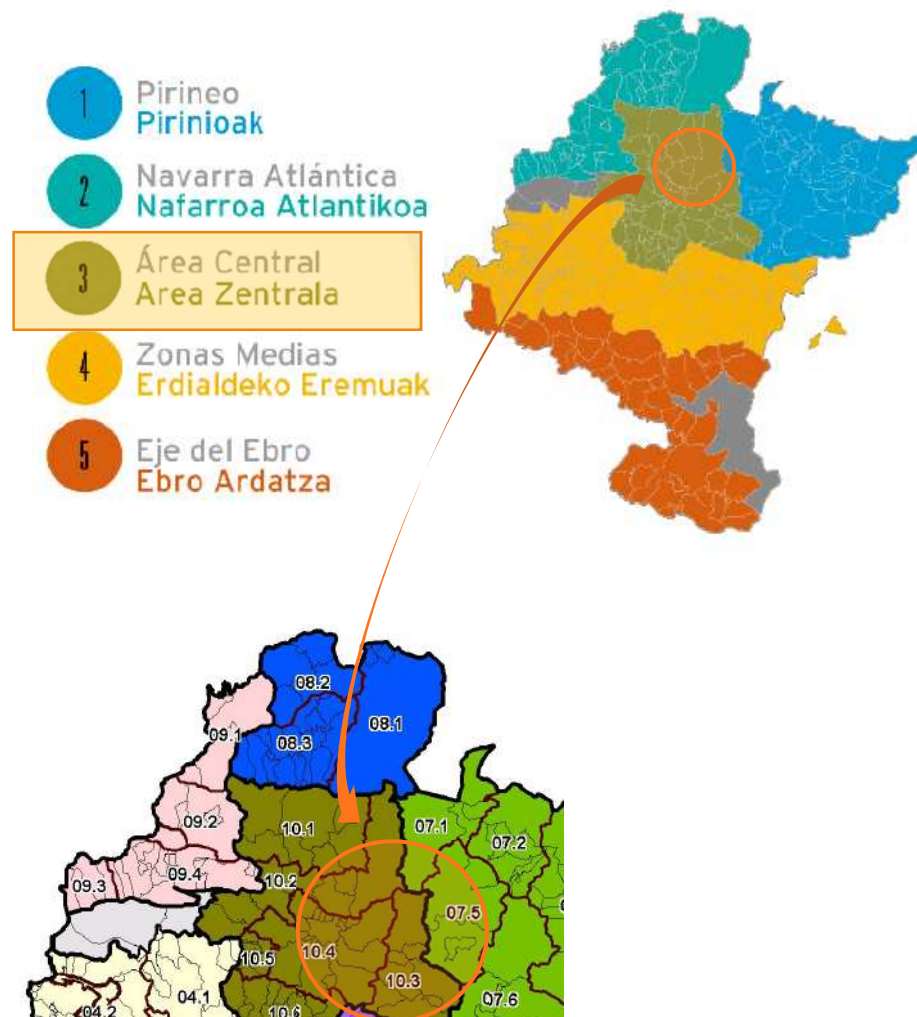 1
Pirineo
Pirinioak
2
Navarra Atlántica
Nafarroa Atlantikoa
3
Área Central
Area Zentrala
4
Zonas Medias
Erdialdeko Eremuak
5
Eje del Ebro
Ebro Ardatza
08.2
08.1
09.1
08.3
09.2
10.1
07.1
07.2
09.3
09.4
10.2
07.5
10.5
10.4
10.3
04.2
04.1
10.6
07.6